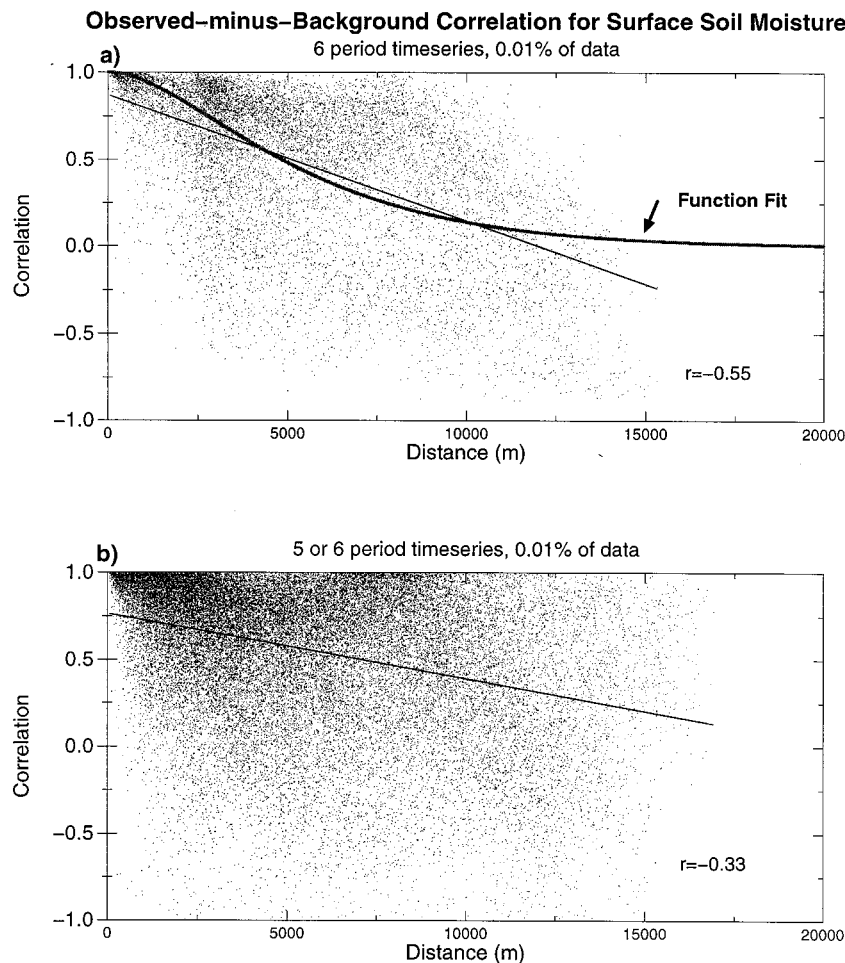 Observed–minus–Background Correlation for Surface Soil Moisture
a)
6 period timeseries, 0.01% of data
1.0
0.5
0.0
−0.5
−1.0
Correlation
Function Fit
r=−0.55
0 5000 10000 15000 20000
Distance (m)
b)
5 or 6 period timeseries, 0.01% of data
1.0
0.5
0.0
−0.5
−1.0
Correlation
r=−0.33
0 5000 10000 15000 20000
Distance (m)